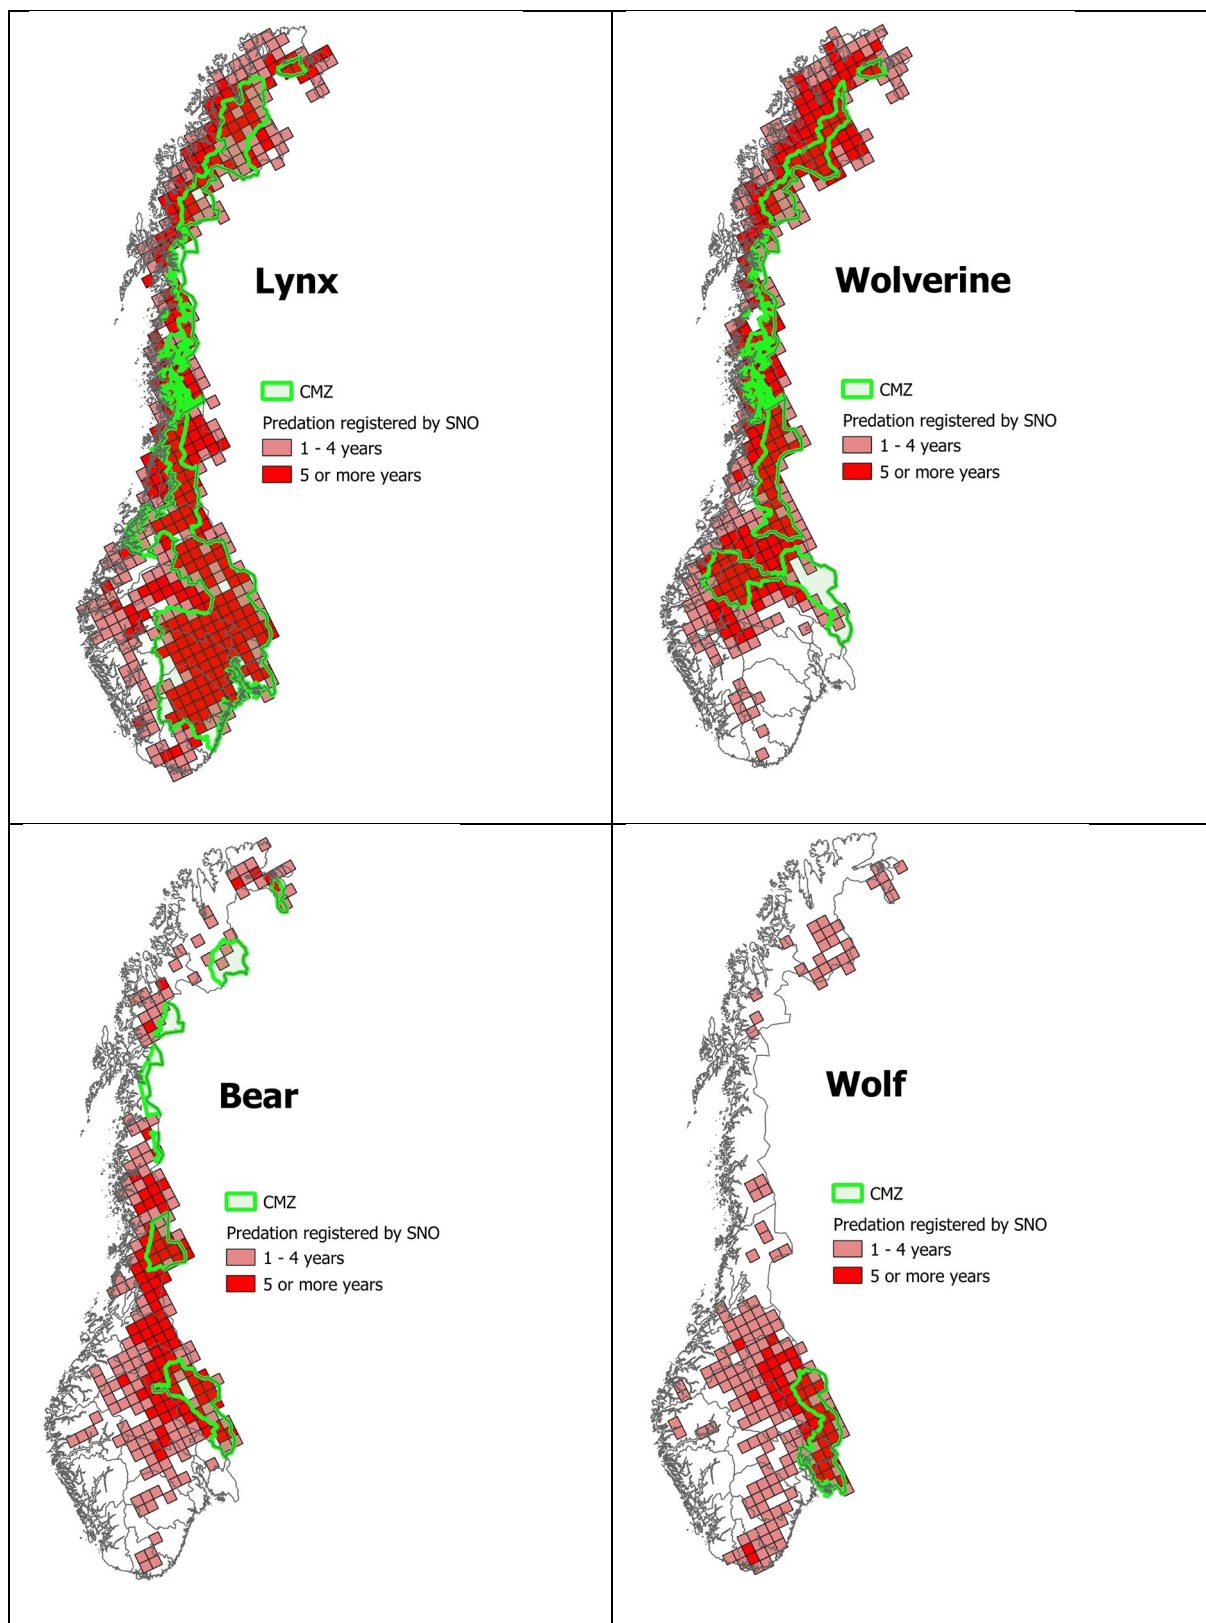 Lynx
CMZ
Predation registered by SNO
1 - 4 years
5 or more years
Wolverine
CMZ
Predation registered by SNO
1 - 4 years
5 or more years
Bear
CMZ
Predation registered by SNO
1 - 4 years
5 or more years
Wolf
CMZ
Predation registered by SNO
1 - 4 years
5 or more years